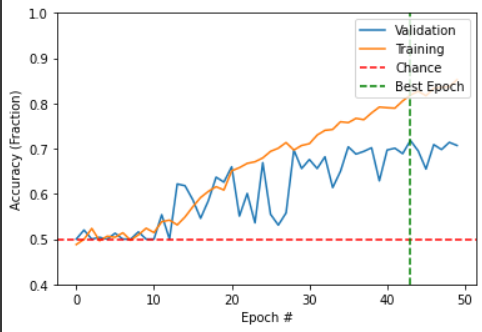 1.0
0.9
0.8
0.7
0.6
0.5
0.4
Accuracy (Fraction)
Validation
Training
Chance
Best Epoch
0 10 20 30 40 50
Epoch #